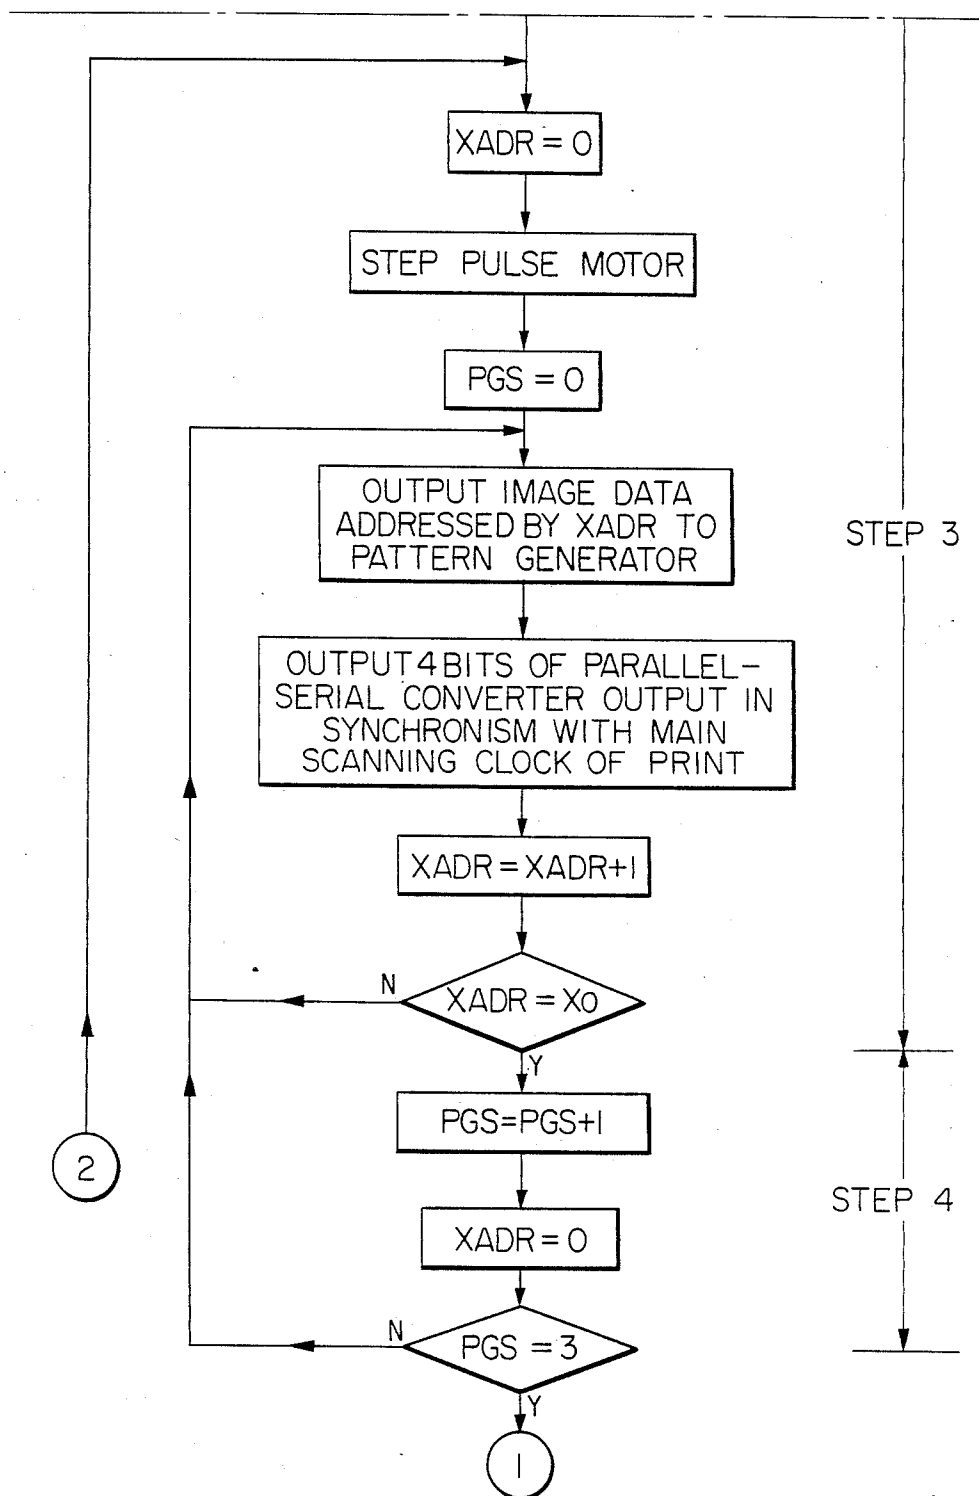 XADR = 0
STEP PULSE MOTOR
PGS = 0
OUTPUT IMAGE DATA
ADDRESSED BY XADR TO
PATTERN GENERATOR
STEP 3
OUTPUT 4 BITS OF PARALLEL-
SERIAL CONVERTER OUTPUT IN
SYNCHRONISM WITH MAIN
SCANNING CLOCK OF PRINT
XADR = XADR+1
N
XADR = X0
Y
PGS=PGS+1
2
STEP 4
XADR = 0
N
PGS = 3
Y
1